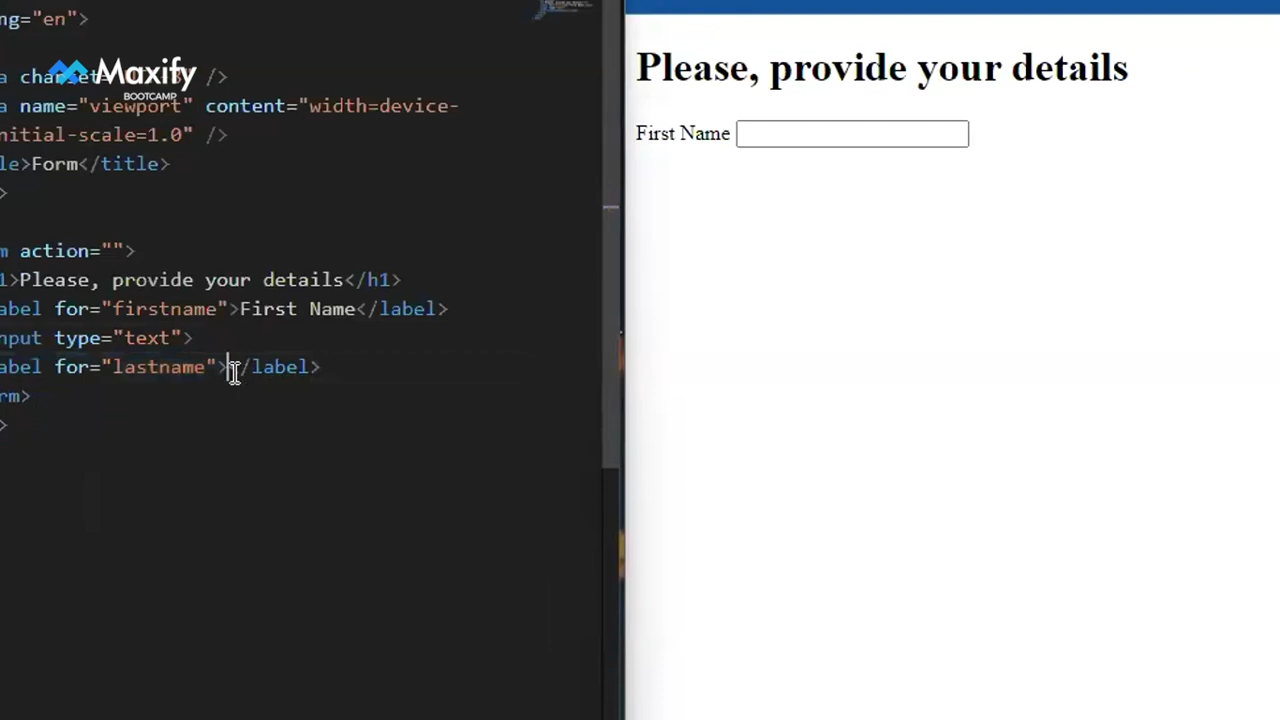 ng="en">
Maxify
BOOTCAMP
a char />
a name="viewport" content="width=device-
nitial-scale=1.0" />
le>Form</title>
>
m action="">
1>Please, provide your details</h1>
abel for="firstname">First Name</label>
nput type="text">
abel for="lastname"></label>
rm>
>
Please, provide your details
First Name